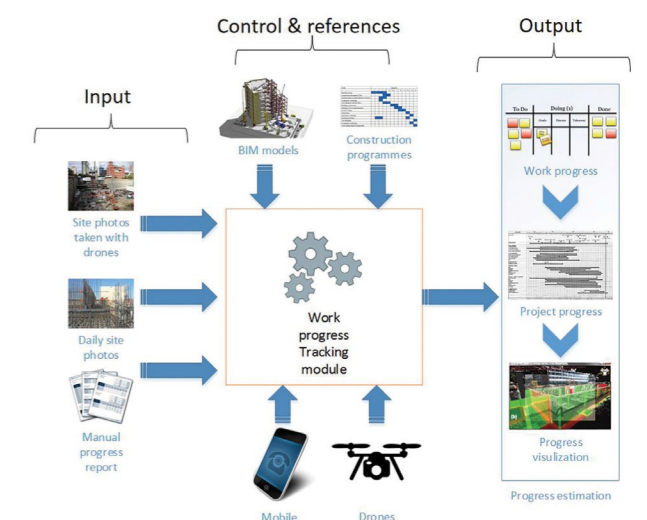 Control & references
Output
Input
BIM models
Construction
programmes
To Do
Doing (1)
Done
Work progress
Site photos
taken with
drones
Work
progress
Tracking
module
Project progress
Daily site
photos
Manual
progress
report
Progress
visulization
Mobile
Drones
Progress estimation